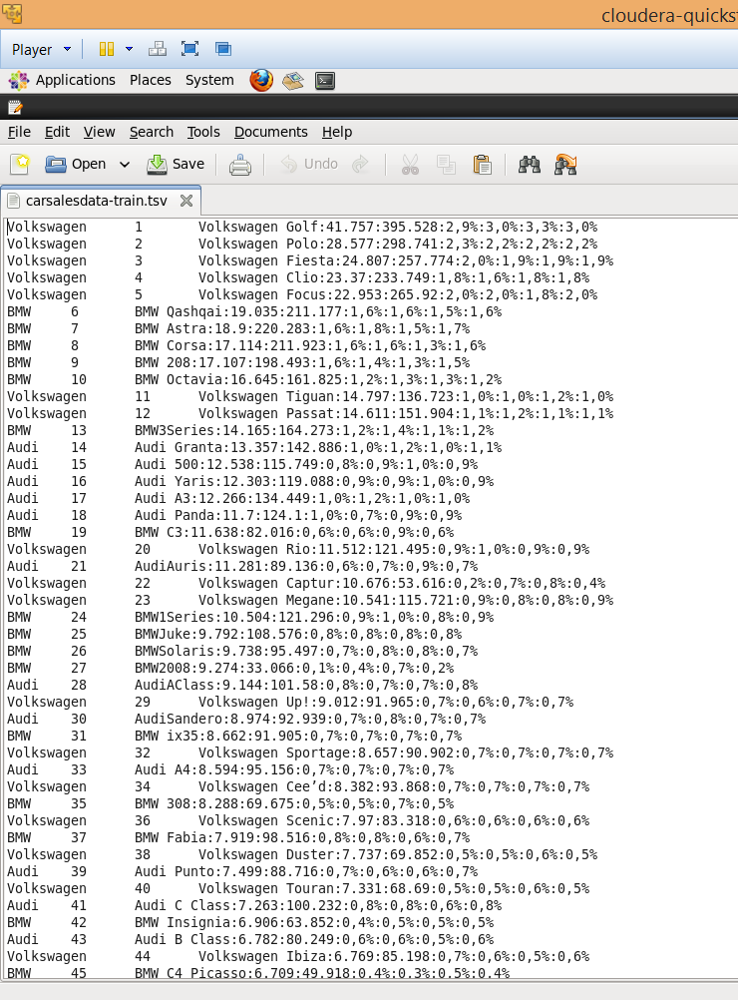 cloudera-quickst
Player
Applications Places System
File Edit View Search Tools Documents Help
Open Save Undo
carsalesdata-train.tsv
Volkswagen 1 Volkswagen Golf:41.757:395.528:2,9%:3,0%:3,3%:3,0%
Volkswagen 2 Volkswagen Polo:28.577:298.741:2,3%:2,2%:2,2%:2,2%
Volkswagen 3 Volkswagen Fiesta:24.807:257.774:2,0%:1,9%:1,9%:1,9%
Volkswagen 4 Volkswagen Clio:23.37:233.749:1,8%:1,6%:1,8%:1,8%
Volkswagen 5 Volkswagen Focus:22.953:265.92:2,0%:2,0%:1,8%:2,0%
BMW 6 BMW Qashqai:19.035:211.177:1,6%:1,6%:1,5%:1,6%
BMW 7 BMW Astra:18.9:220.283:1,6%:1,8%:1,5%:1,7%
BMW 8 BMW Corsa:17.114:211.923:1,6%:1,6%:1,3%:1,6%
BMW 9 BMW 208:17.107:198.493:1,6%:1,4%:1,3%:1,5%
BMW 10 BMW Octavia:16.645:161.825:1,2%:1,3%:1,3%:1,2%
Volkswagen 11 Volkswagen Tiguan:14.797:136.723:1,0%:1,0%:1,2%:1,0%
Volkswagen 12 Volkswagen Passat:14.611:151.904:1,1%:1,2%:1,1%:1,1%
BMW 13 BMW3Series:14.165:164.273:1,2%:1,4%:1,1%:1,2%
Audi 14 Audi Granta:13.357:142.886:1,0%:1,2%:1,0%:1,1%
Audi 15 Audi 500:12.538:115.749:0,8%:0,9%:1,0%:0,9%
Audi 16 Audi Yaris:12.303:119.088:0,9%:0,9%:1,0%:0,9%
Audi 17 Audi A3:12.266:134.449:1,0%:1,2%:1,0%:1,0%
Audi 18 Audi Panda:11.7:124.1:1,0%:0,7%:0,9%:0,9%
BMW 19 BMW C3:11.638:82.016:0,6%:0,6%:0,9%:0,6%
Volkswagen 20 Volkswagen Rio:11.512:121.495:0,9%:1,0%:0,9%:0,9%
Audi 21 AudiAuris:11.281:89.136:0,6%:0,7%:0,9%:0,7%
Volkswagen 22 Volkswagen Captur:10.676:53.616:0,2%:0,7%:0,8%:0,4%
Volkswagen 23 Volkswagen Megane:10.541:115.721:0,9%:0,8%:0,8%:0,9%
BMW 24 BMW1Series:10.504:121.296:0,9%:1,0%:0,8%:0,9%
BMW 25 BMWJuke:9.792:108.576:0,8%:0,8%:0,8%:0,8%
BMW 26 BMWSolaris:9.738:95.497:0,7%:0,8%:0,8%:0,7%
BMW 27 BMW2008:9.274:33.066:0,1%:0,4%:0,7%:0,2%
Audi 28 AudiAClass:9.144:101.58:0,8%:0,7%:0,7%:0,8%
Volkswagen 29 Volkswagen Up!:9.012:91.965:0,7%:0,6%:0,7%:0,7%
Audi 30 AudiSandero:8.974:92.939:0,7%:0,8%:0,7%:0,7%
BMW 31 BMW ix35:8.662:91.905:0,7%:0,7%:0,7%:0,7%
Volkswagen 32 Volkswagen Sportage:8.657:90.902:0,7%:0,7%:0,7%:0,7%
Audi 33 Audi A4:8.594:95.156:0,7%:0,7%:0,7%:0,7%
Volkswagen 34 Volkswagen Cee’d:8.382:93.868:0,7%:0,7%:0,7%:0,7%
BMW 35 BMW 308:8.288:69.675:0,5%:0,5%:0,7%:0,5%
Volkswagen 36 Volkswagen Scenic:7.97:83.318:0,6%:0,6%:0,6%:0,6%
BMW 37 BMW Fabia:7.919:98.516:0,8%:0,8%:0,6%:0,7%
Volkswagen 38 Volkswagen Duster:7.737:69.852:0,5%:0,5%:0,6%:0,5%
Audi 39 Audi Punto:7.499:88.716:0,7%:0,6%:0,6%:0,7%
Volkswagen 40 Volkswagen Touran:7.331:68.69:0,5%:0,5%:0,6%:0,5%
Audi 41 Audi C Class:7.263:100.232:0,8%:0,8%:0,6%:0,8%
BMW 42 BMW Insignia:6.906:63.852:0,4%:0,5%:0,5%:0,5%
Audi 43 Audi B Class:6.782:80.249:0,6%:0,6%:0,5%:0,6%
Volkswagen 44 Volkswagen Ibiza:6.769:85.198:0,7%:0,6%:0,5%:0,6%
BMW 45 BMW C4 Picasso:6.709:49.918:0,4%:0,3%:0,5%:0,4%